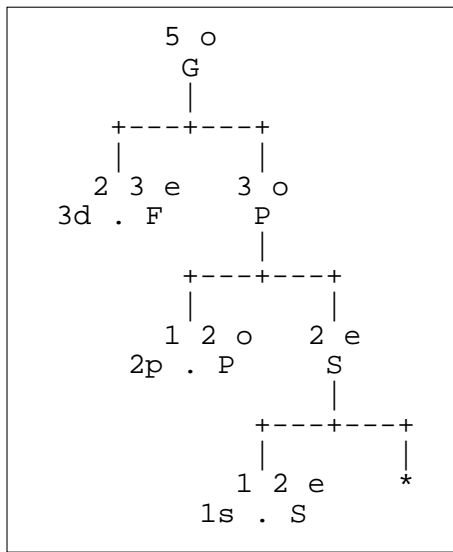 5 o
G
|
+---+---+
| |
2 3 e 3 o
3d . F P
|
+---+---+
| |
1 2 o 2 e
2p . P S
|
+---+---+
| |
1 2 e *
1s . S